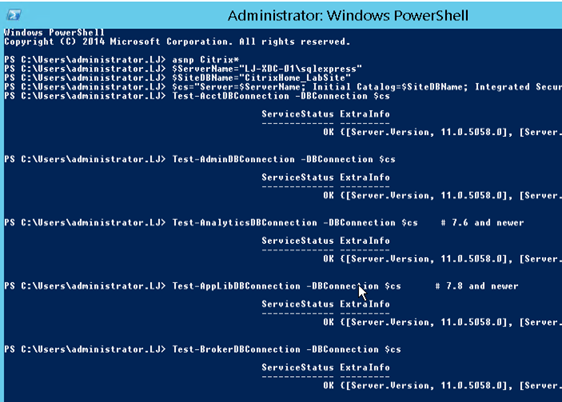 Administrator: Windows PowerShell
Windows PowerShell
Copyright (C) 2014 Microsoft Corporation. All rights reserved.
PS C:\Users\administrator.LJ> asnp Citrix*
PS C:\Users\administrator.LJ> $ServerName="LJ-XDC-01\sqlexpress"
PS C:\Users\administrator.LJ> $SiteDBName="CitrixHome_LabSite"
PS C:\Users\administrator.LJ> $cs="Server=$ServerName; Initial Catalog=$SiteDBName; Integrated Secur
PS C:\Users\administrator.LJ> Test-AcctDBConnection -DBConnection $cs
ServiceStatus ExtraInfo
------------- ---------
OK {[Server.Version, 11.0.5058.0], [Server.
PS C:\Users\administrator.LJ> Test-AdminDBConnection -DBConnection $cs
ServiceStatus ExtraInfo
------------- ---------
OK {[Server.Version, 11.0.5058.0], [Server.
PS C:\Users\administrator.LJ> Test-AnalyticsDBConnection -DBConnection $cs # 7.6 and newer
ServiceStatus ExtraInfo
------------- ---------
OK {[Server.Version, 11.0.5058.0], [Server.
PS C:\Users\administrator.LJ> Test-AppLibDBConnection -DBConnection $cs # 7.8 and newer
ServiceStatus ExtraInfo
------------- ---------
OK {[Server.Version, 11.0.5058.0], [Server.
PS C:\Users\administrator.LJ> Test-BrokerDBConnection -DBConnection $cs
ServiceStatus ExtraInfo
------------- ---------
OK {[Server.Version, 11.0.5058.0], [Server.